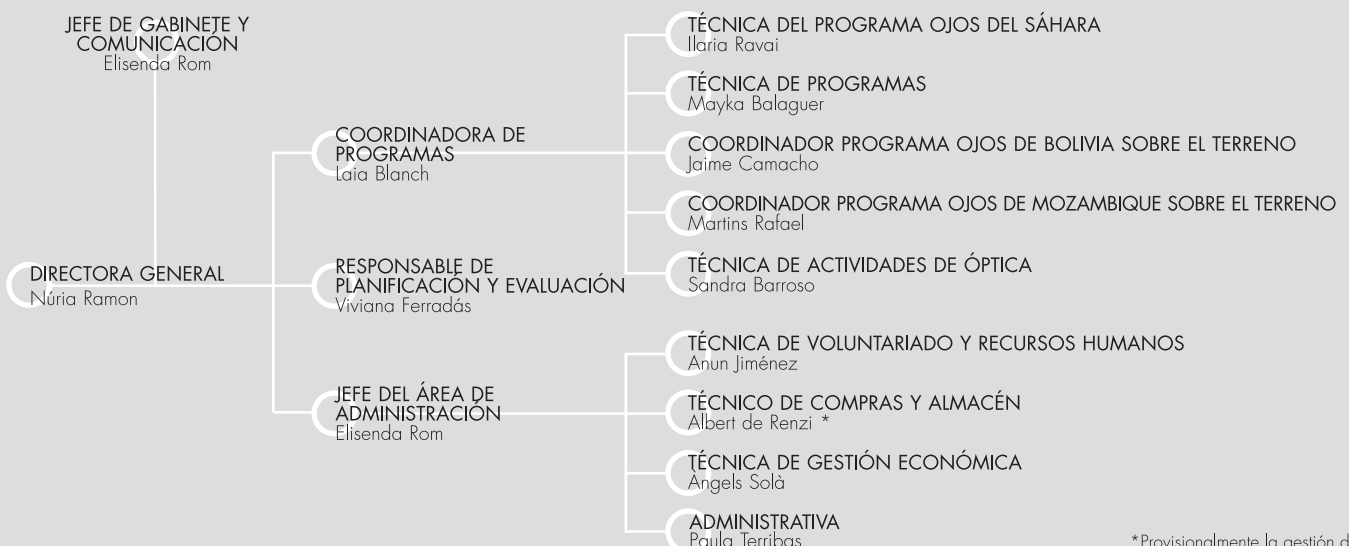 JEFE DE GABINETE Y
COMUNICACIÓN
Elisenda Rom
DIRECTORA GENERAL
Núria Ramon
COORDINADORA DE
PROGRAMAS
Laia Blanch
RESPONSABLE DE
PLANIFICACIÓN Y EVALUACIÓN
Viviana Ferradás
JEFE DEL ÁREA DE
ADMINISTRACIÓN
Elisenda Rom
TÉCNICA DEL PROGRAMA OJOS DEL SÁHARA
Ilaria Ravai
TÉCNICA DE PROGRAMAS
Mayka Balaguer
COORDINADOR PROGRAMA OJOS DE BOLIVIA SOBRE EL TERRENO
Jaime Camacho
COORDINADOR PROGRAMA OJOS DE MOZAMBIQUE SOBRE EL TERRENO
Martins Rafael
TÉCNICA DE ACTIVIDADES DE ÓPTICA
Sandra Barroso
TÉCNICA DE VOLUNTARIADO Y RECURSOS HUMANOS
Anun Jiménez
TÉCNICO DE COMPRAS Y ALMACÉN
Albert de Renzi *
TÉCNICA DE GESTIÓN ECONÓMICA
Àngels Solà
ADMINISTRATIVA
Paula Terribas
*Provisionalmente la gestión